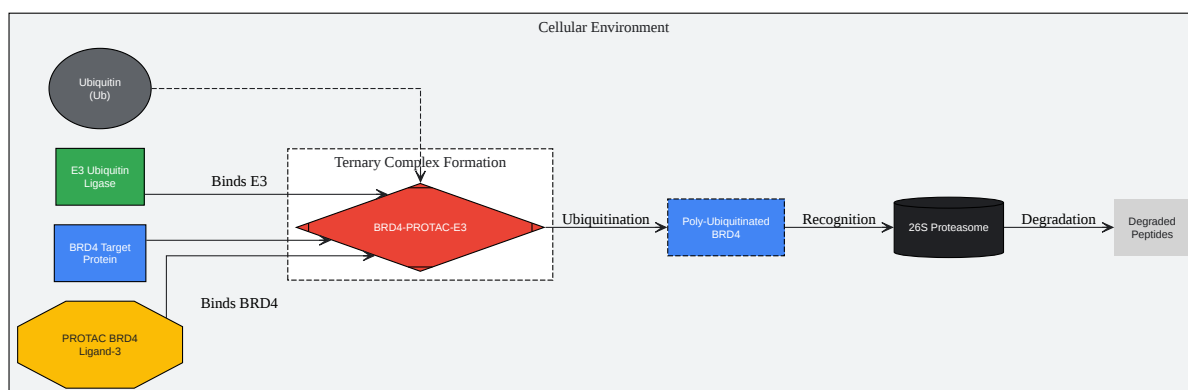 Cellular Environment
Ubiquitin
(Ub)
Ternary Complex Formation
E3 Ubiquitin
Ligase
Binds E3
BRD4-PROTAC-E3
Ubiquitination
Poly-Ubiquitinated
BRD4
Recognition
26S Proteasome
Degradation
Degraded
Peptides
BRD4 Target
Protein
Binds BRD4
PROTAC BRD4
Ligand-3